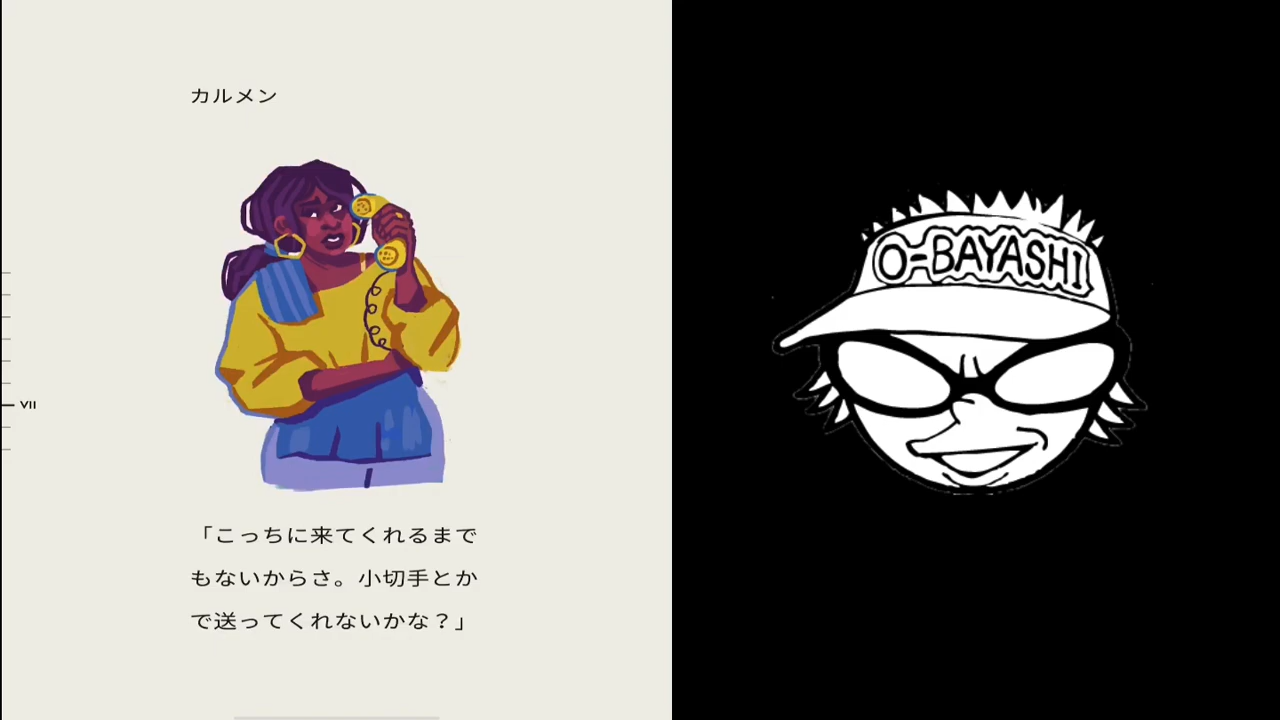 カルメン
VII
「こっちに来てくれるまで
もないからさ。小切手とか
で送ってくれないかな？」
O-BAYASHI